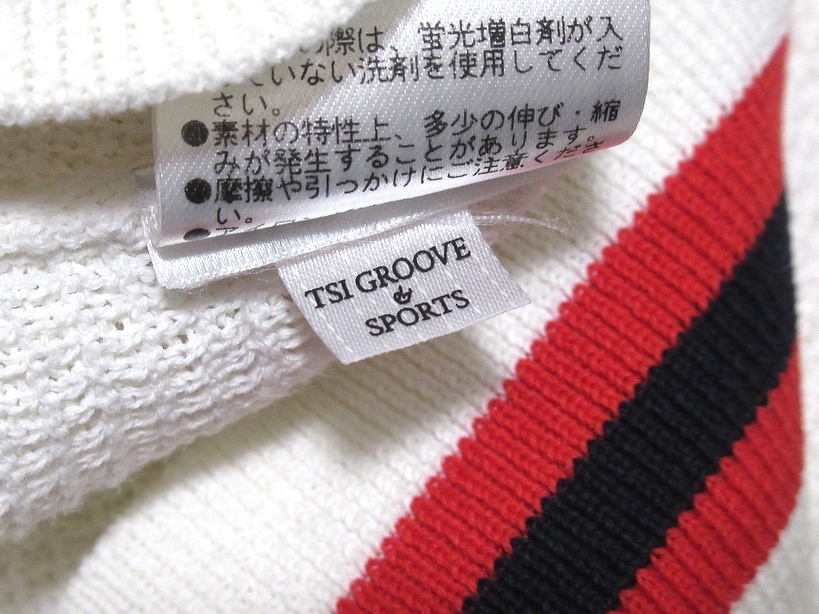 際は、蛍光増白剤が入
ていない洗剤を使用してくだ
さい。
●素材の特性上、多少の伸び・縮
みが発生することがあります。
●摩擦や引っかけにご注意くださ
い。
TSI GROOVE
&
SPORTS